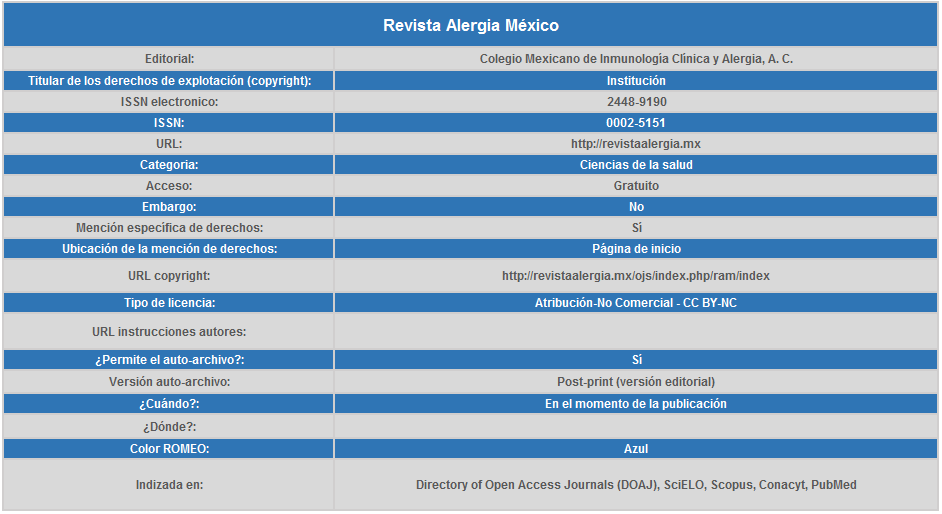 Revista Alergia México
Editorial: Colegio Mexicano de Inmunología Clínica y Alergia, A. C.
Titular de los derechos de explotación (copyright): Institución
ISSN electronico: 2448-9190
ISSN: 0002-5151
URL: http://revistaalergia.mx
Categoría: Ciencias de la salud
Acceso: Gratuito
Embargo: No
Mención específica de derechos: Sí
Ubicación de la mención de derechos: Página de inicio
URL copyright: http://revistaalergia.mx/ojs/index.php/ram/index
Tipo de licencia: Atribución-No Comercial - CC BY-NC
URL instrucciones autores:
¿Permite el auto-archivo?: Sí
Versión auto-archivo: Post-print (versión editorial)
¿Cuándo?: En el momento de la publicación
¿Dónde?:
Color ROMEO: Azul
Indizada en: Directory of Open Access Journals (DOAJ), SciELO, Scopus, Conacyt, PubMed